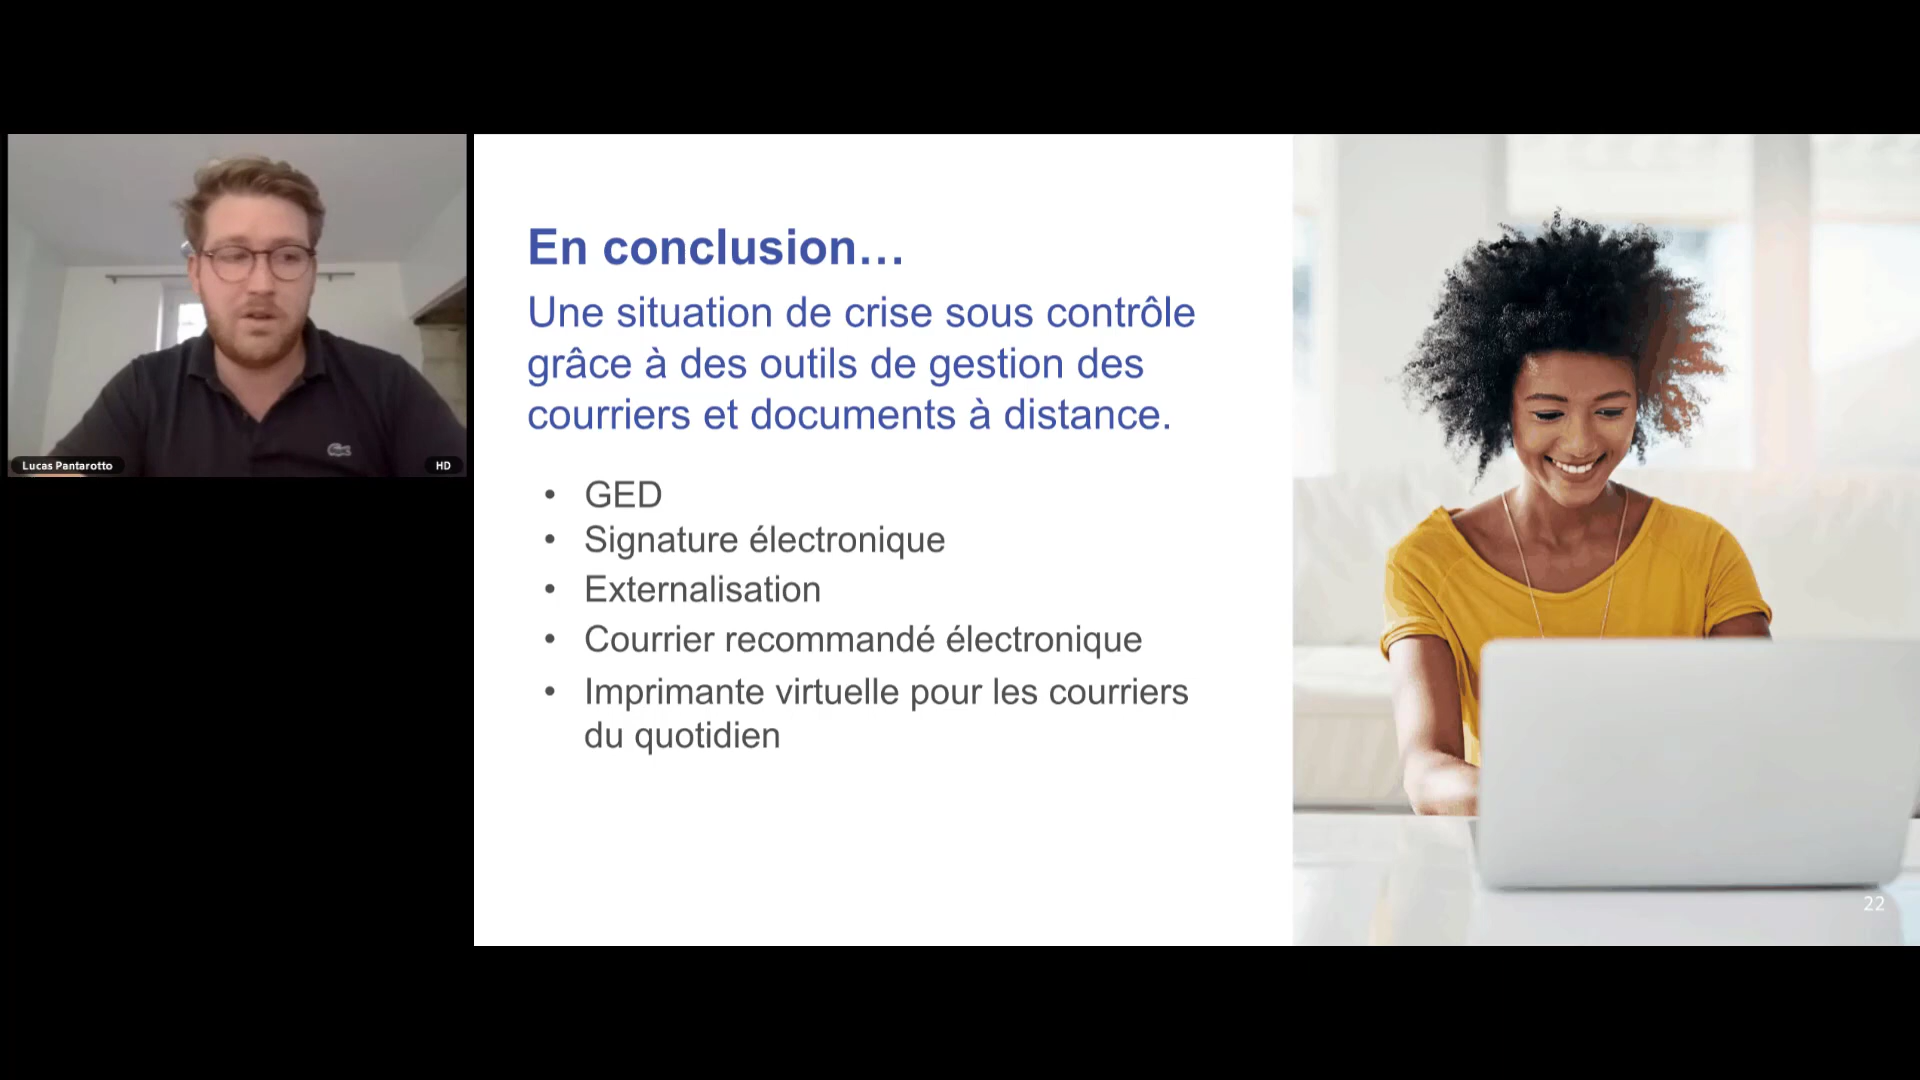 Lucas Pantarotto
HD
En conclusion...
Une situation de crise sous contrôle
grâce à des outils de gestion des
courriers et documents à distance.
• GED
• Signature électronique
• Externalisation
• Courrier recommandé électronique
• Imprimante virtuelle pour les courriers
du quotidien
22